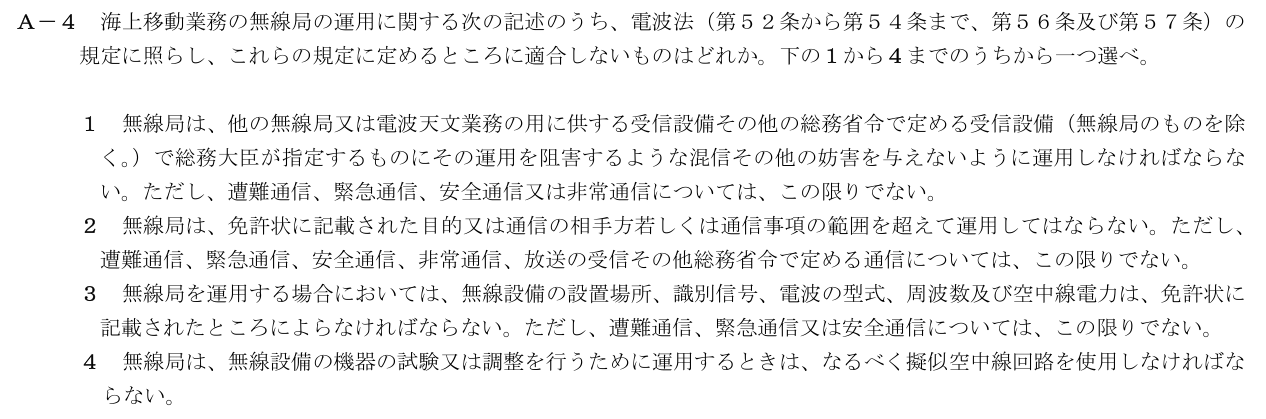 Ａ－４　海上移動業務の無線局の運用に関する次の記述のうち、電波法（第５２条から第５４条まで、第５６条及び第５７条）の
規定に照らし、これらの規定に定めるところに適合しないものはどれか。下の１から４までのうちから一つ選べ。
１　無線局は、他の無線局又は電波天文業務の用に供する受信設備その他の総務省令で定める受信設備（無線局のものを除
く。）で総務大臣が指定するものにその運用を阻害するような混信その他の妨害を与えないように運用しなければならな
い。ただし、遭難通信、緊急通信、安全通信又は非常通信については、この限りでない。
２　無線局は、免許状に記載された目的又は通信の相手方若しくは通信事項の範囲を超えて運用してはならない。ただし、
遭難通信、緊急通信、安全通信、非常通信、放送の受信その他総務省令で定める通信については、この限りでない。
３　無線局を運用する場合においては、無線設備の設置場所、識別信号、電波の型式、周波数及び空中線電力は、免許状に
記載されたところによらなければならない。ただし、遭難通信、緊急通信又は安全通信については、この限りでない。
４　無線局は、無線設備の機器の試験又は調整を行うために運用するときは、なるべく擬似空中線回路を使用しなければな
らない。